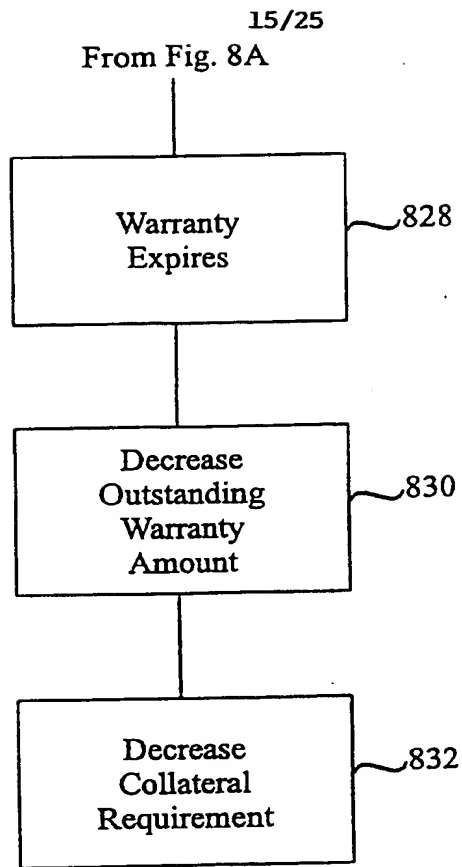 15/25
From Fig. 8A
Warranty
Expires
828
Decrease
Outstanding
Warranty
Amount
830
Decrease
Collateral
Requirement
832